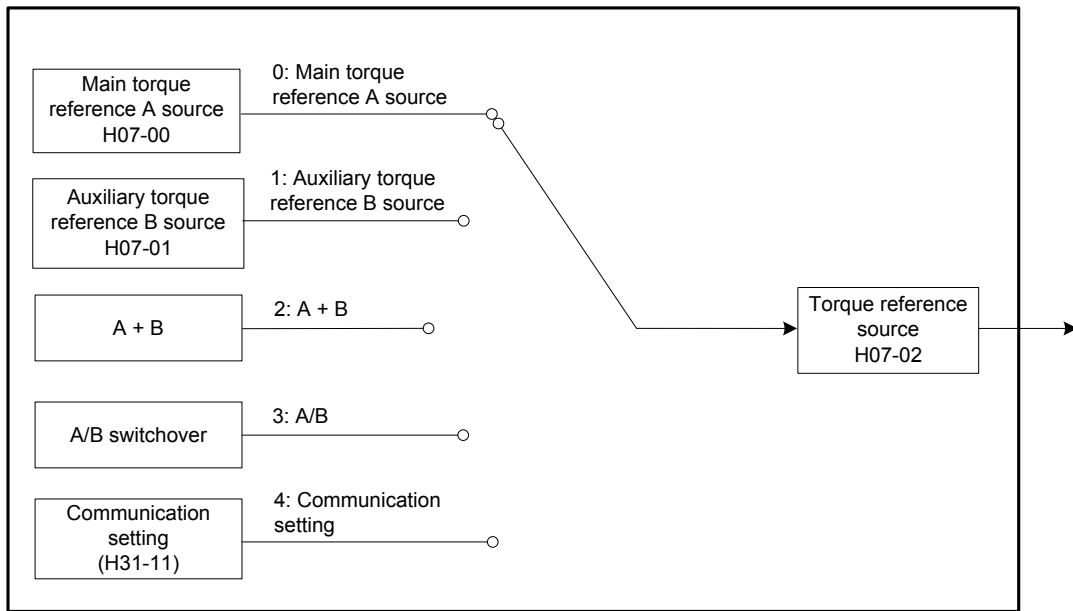 Main torque
reference A source
H07-00
0: Main torque
reference A source
Auxiliary torque
reference B source
H07-01
1: Auxiliary torque
reference B source
A + B
2: A + B
A/B switchover
3: A/B
Communication
setting
(H31-11)
4: Communication
setting
Torque reference
source
H07-02